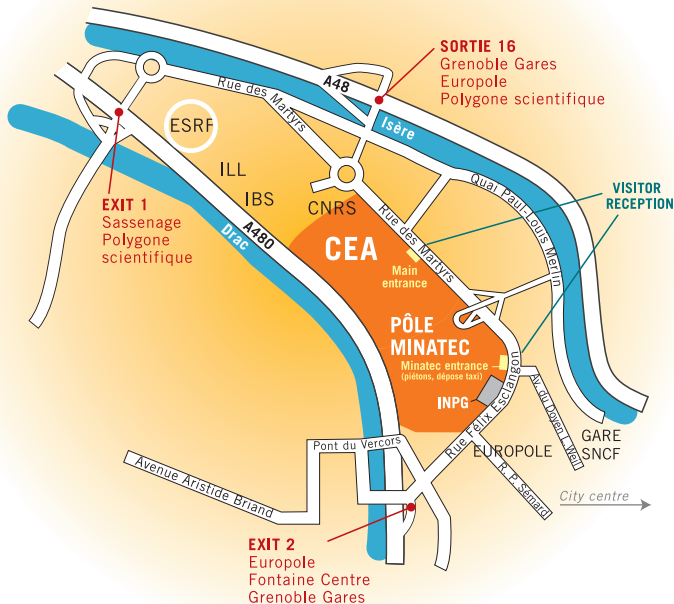 SORTIE 16
Grenoble Gares
Europole
Polygone scientifique
A48
Isère
Rue des Martyrs
ESRF
ILL
IBS
CNRS
EXIT 1
Sassenage
Polygone
scientifique
A480
Drac
Quai Paul-Louis Merlin
VISITOR
RECEPTION
CEA
Rue des Martyrs
Main
entrance
PÔLE
MINATEC
Minatec entrance
(piétons, dépose taxi)
INPG
Rue Félix Esclangon
Av. du Doyen L. Weil
GARE
SNCF
EUROPOLE
R. P. Sémard
City centre
Pont du Vercors
Avenue Aristide Briand
EXIT 2
Europole
Fontaine Centre
Grenoble Gares